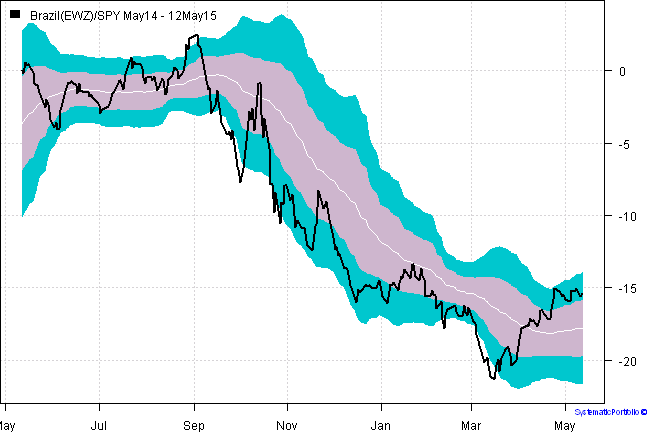 Brazil(EWZ)/SPY May14 - 12May15
0
-5
-10
-15
-20
May Jul Sep Nov Jan Mar May
SystematicPortfolio ©